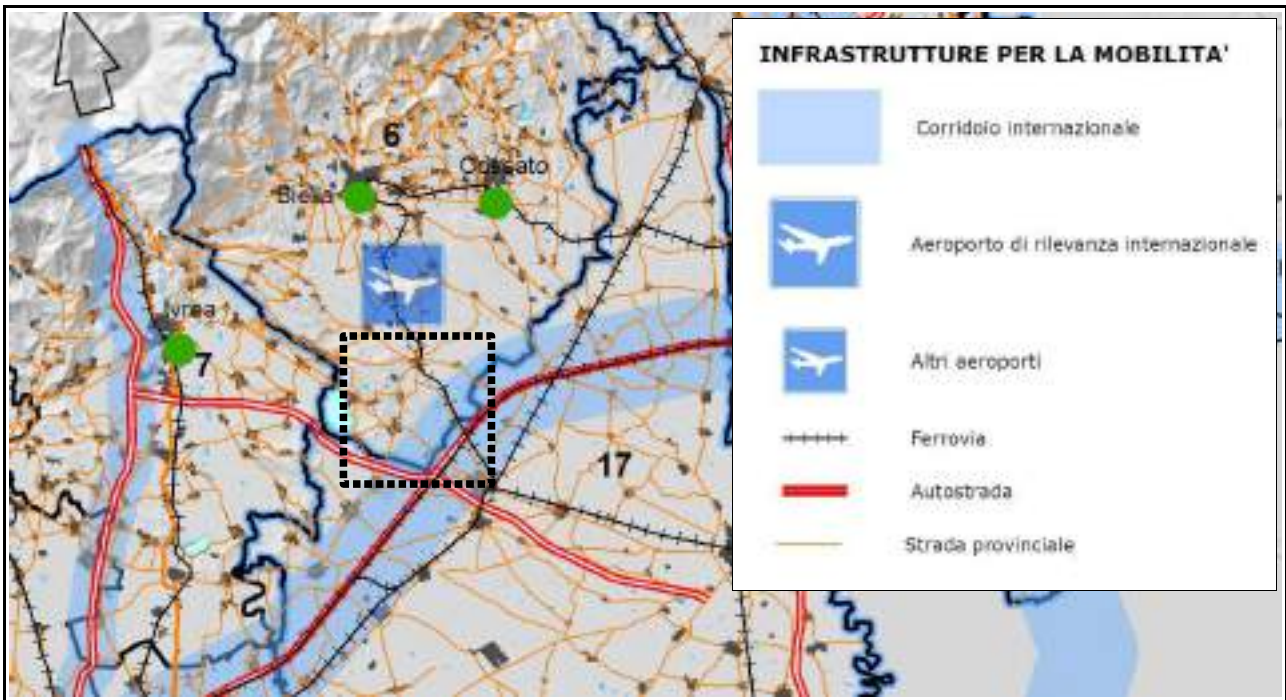 INFRASTRUTTURE PER LA MOBILITA'
Corridoio internazionale
Aeroporto di rilevanza internazionale
Altri aeroporti
Ferrovia
Autostrada
Strada provinciale
6
Cossato
Biella
Ivrea
7
17